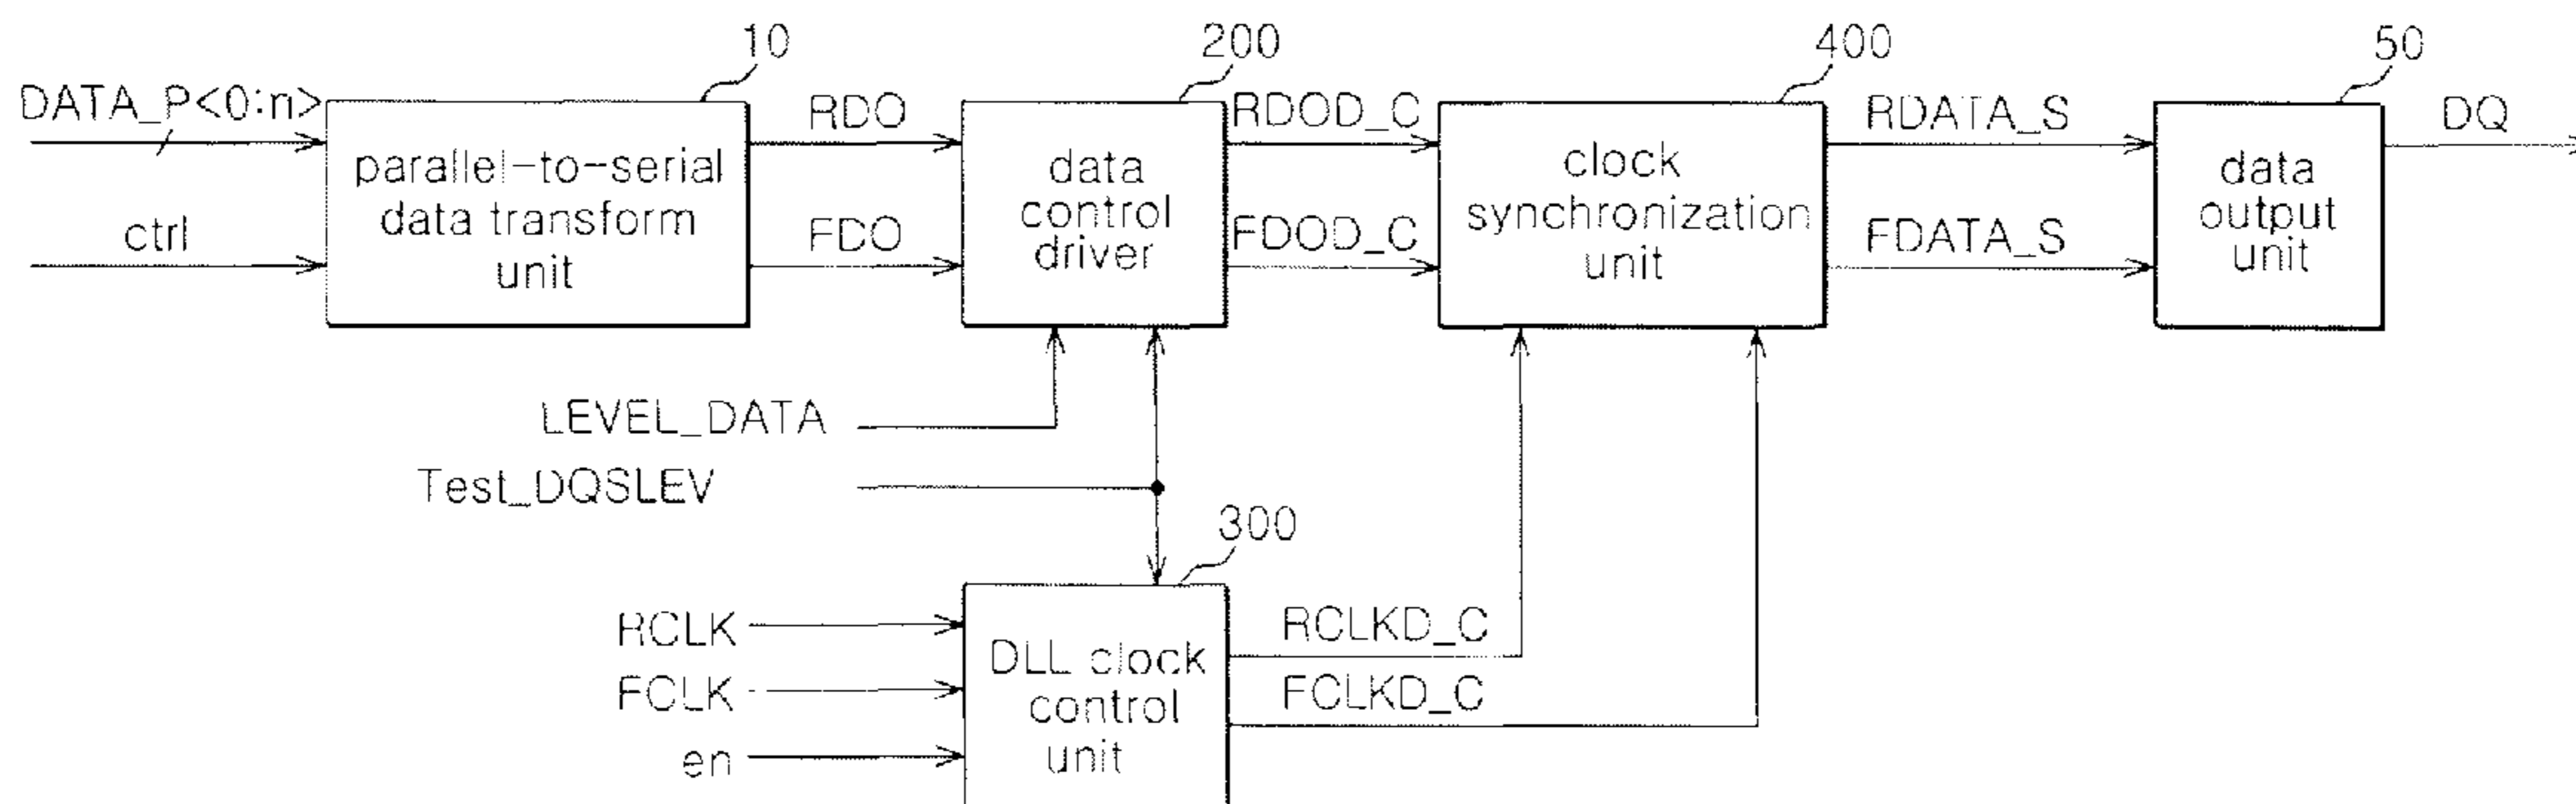 10
200
400
50
DATA_P<0:n>
RDO
RDOD_C
RDATA_S
DQ
parallel-to-serial
data transform
unit
data
control
driver
clock
synchronization
unit
data
output
unit
ctrl
FDO
FDOD_C
FDATA_S
LEVEL_DATA
Test_DQSLEV
300
RCLK
FCLK
en
DLL clock
control
unit
RCLKD_C
FCLKD_C